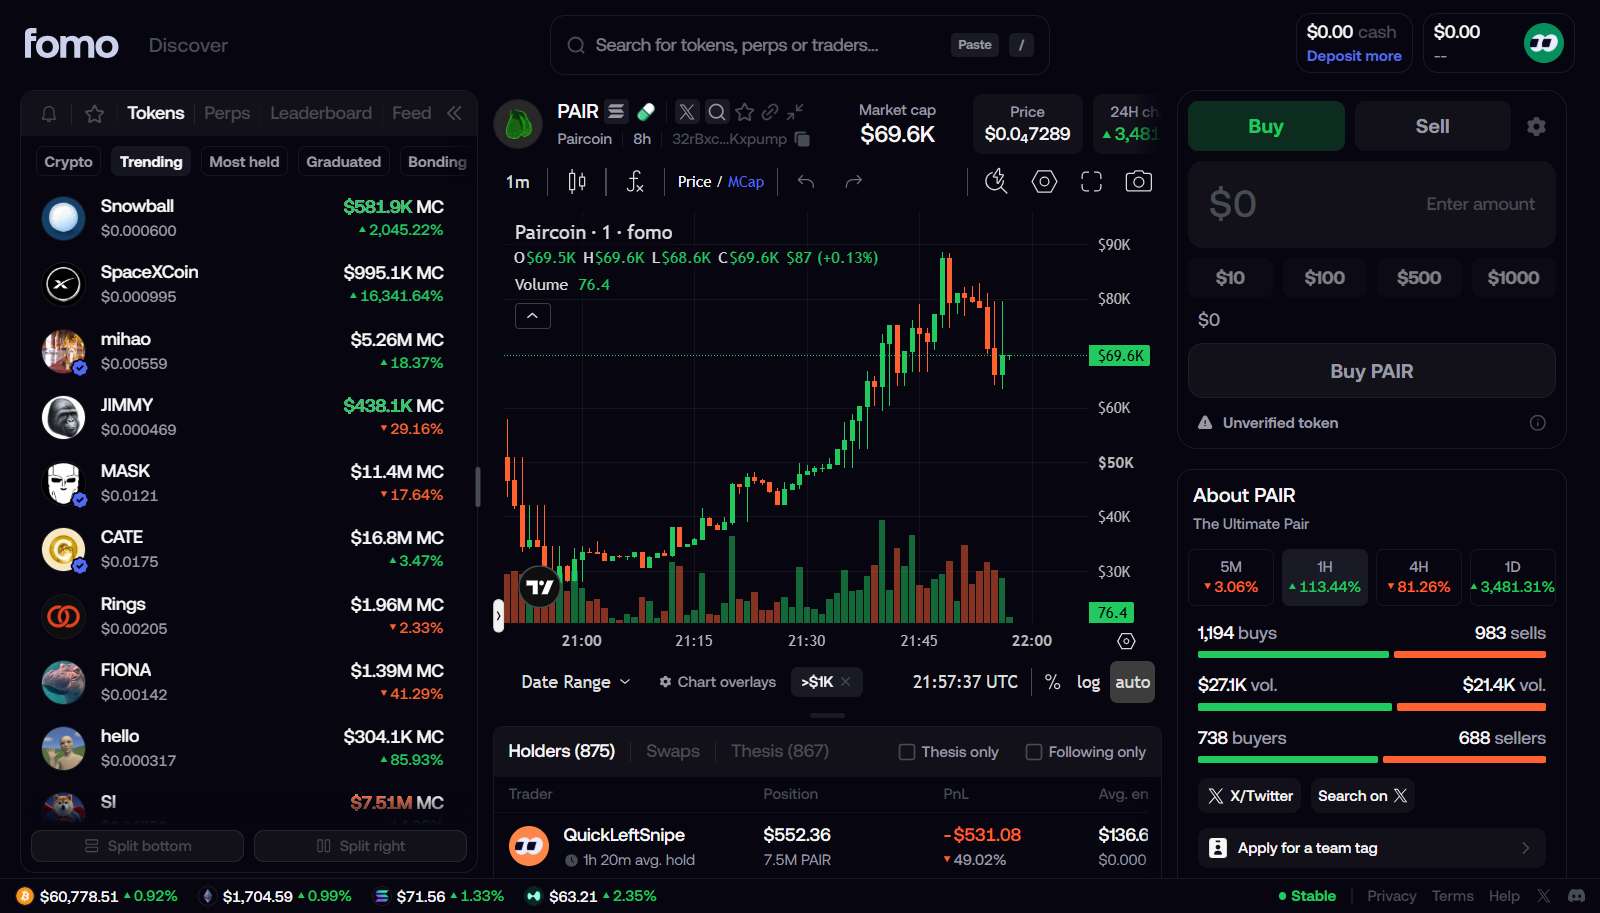 fomo
Discover
Search for tokens, perps or traders...
Paste
/
$0.00 cash
Deposit more
$0.00
--
Tokens
Perps
Leaderboard
Feed
Crypto
Trending
Most held
Graduated
Bonding
Snowball
$581.9K MC
$0.000600
2,045.22%
SpaceXCoin
$995.1K MC
$0.000995
16,341.64%
mihao
$5.26M MC
$0.00559
18.37%
JIMMY
$438.1K MC
$0.000469
29.16%
MASK
$11.4M MC
$0.0121
17.64%
CATE
$16.8M MC
$0.0175
3.47%
Rings
$1.96M MC
$0.00205
2.33%
FIONA
$1.39M MC
$0.00142
41.29%
hello
$304.1K MC
$0.000317
85.93%
SI
$7.51M MC
Split bottom
Split right
PAIR
Paircoin
8h
32rBxc...Kxpump
Market cap
$69.6K
Price
$0.0₄7289
24H ch
3,481
1m
Price / MCap
Paircoin · 1 · fomo
O$69.5K H$69.6K L$68.6K C$69.6K $87 (+0.13%)
Volume 76.4
$90K
$80K
$69.6K
$60K
$50K
$40K
$30K
76.4
21:00
21:15
21:30
21:45
22:00
Date Range
Chart overlays
>$1K
21:57:37 UTC
%
log
auto
Holders (875)
Swaps
Thesis (867)
Thesis only
Following only
Trader
Position
PnL
Avg. en
QuickLeftSnipe
$552.36
-$531.08
$136.6
1h 20m avg. hold
7.5M PAIR
49.02%
$0.000
Buy
Sell
$0
Enter amount
$10
$100
$500
$1000
$0
Buy PAIR
Unverified token
About PAIR
The Ultimate Pair
5M
3.06%
1H
113.44%
4H
81.26%
1D
3,481.31%
1,194 buys
983 sells
$27.1K vol.
$21.4K vol.
738 buyers
688 sellers
X/Twitter
Search on X
Apply for a team tag
$60,778.51 0.92%
$1,704.59 0.99%
$71.56 1.33%
$63.21 2.35%
Stable
Privacy
Terms
Help